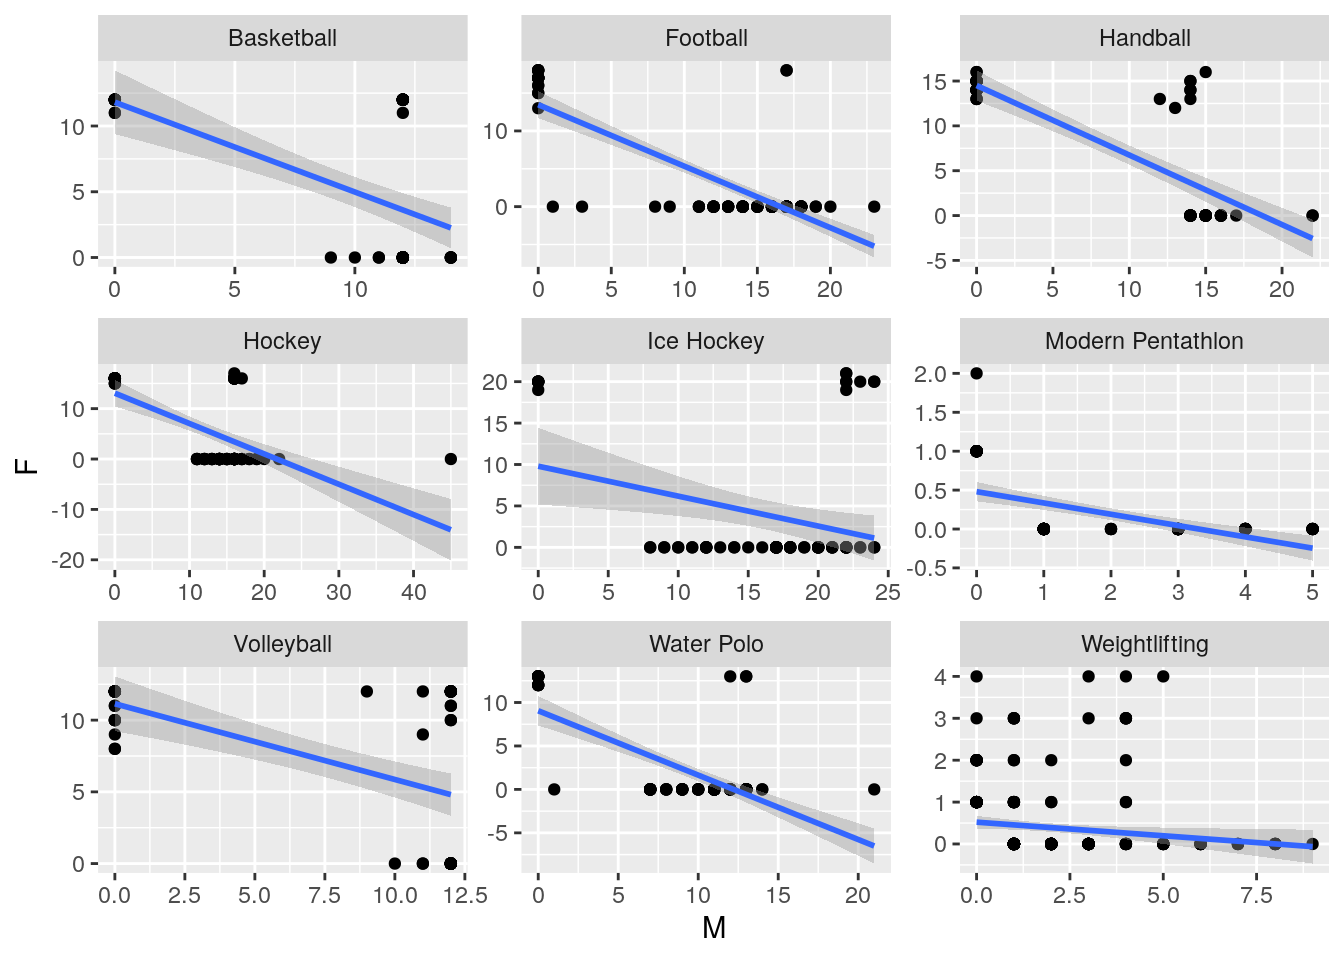 Basketball Football Handball
10
5
0
0 5 10
10
0
0 5 10 15 20
15
10
5
0
-5
0 5 10 15 20
Hockey Ice Hockey Modern Pentathlon
10
0
-10
-20
0 10 20 30 40
20
15
10
5
0
0 5 10 15 20 25
2.0
1.5
1.0
0.5
0.0
-0.5
0 1 2 3 4 5
Volleyball Water Polo Weightlifting
10
5
0
0.0 2.5 5.0 7.5 10.0 12.5
10
5
0
-5
0 5 10 15 20
4
3
2
1
0
0.0 2.5 5.0 7.5
F
M